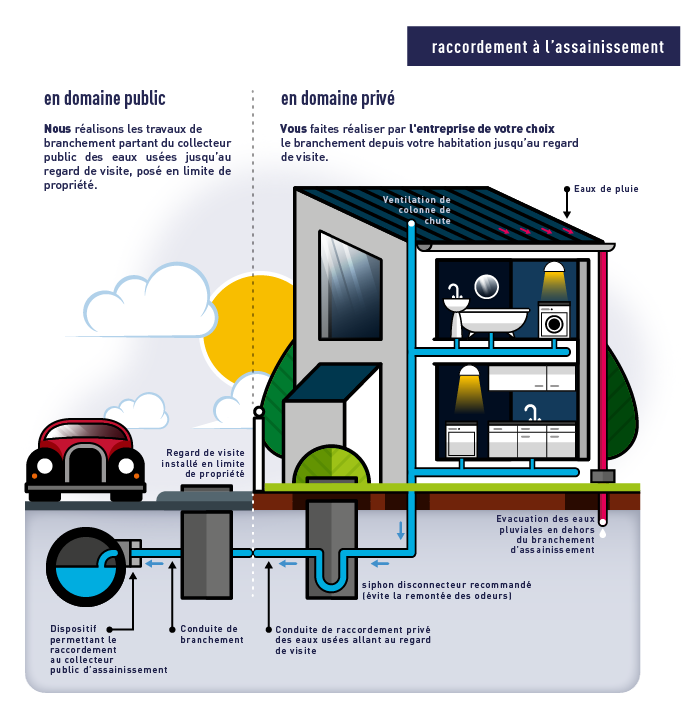 raccordement à l'assainissement
en domaine public
Nous réalisons les travaux de
branchement partant du collecteur
public des eaux usées jusqu'au
regard de visite, posé en limite de
propriété.
en domaine privé
Vous faites réaliser par l'entreprise de votre choix
le branchement depuis votre habitation jusqu'au regard
de visite.
Eaux de pluie
Ventilation de
colonne de
chute
Regard de visite
installé en limite
de propriété
Evacuation des eaux
pluviales en dehors
du branchement
d'assainissement
siphon disconnecteur recommandé
(évite la remontée des odeurs)
Dispositif
permettant le
raccordement
au collecteur
public d'assainissement
Conduite de
branchement
Conduite de raccordement privé
des eaux usées allant au regard
de visite